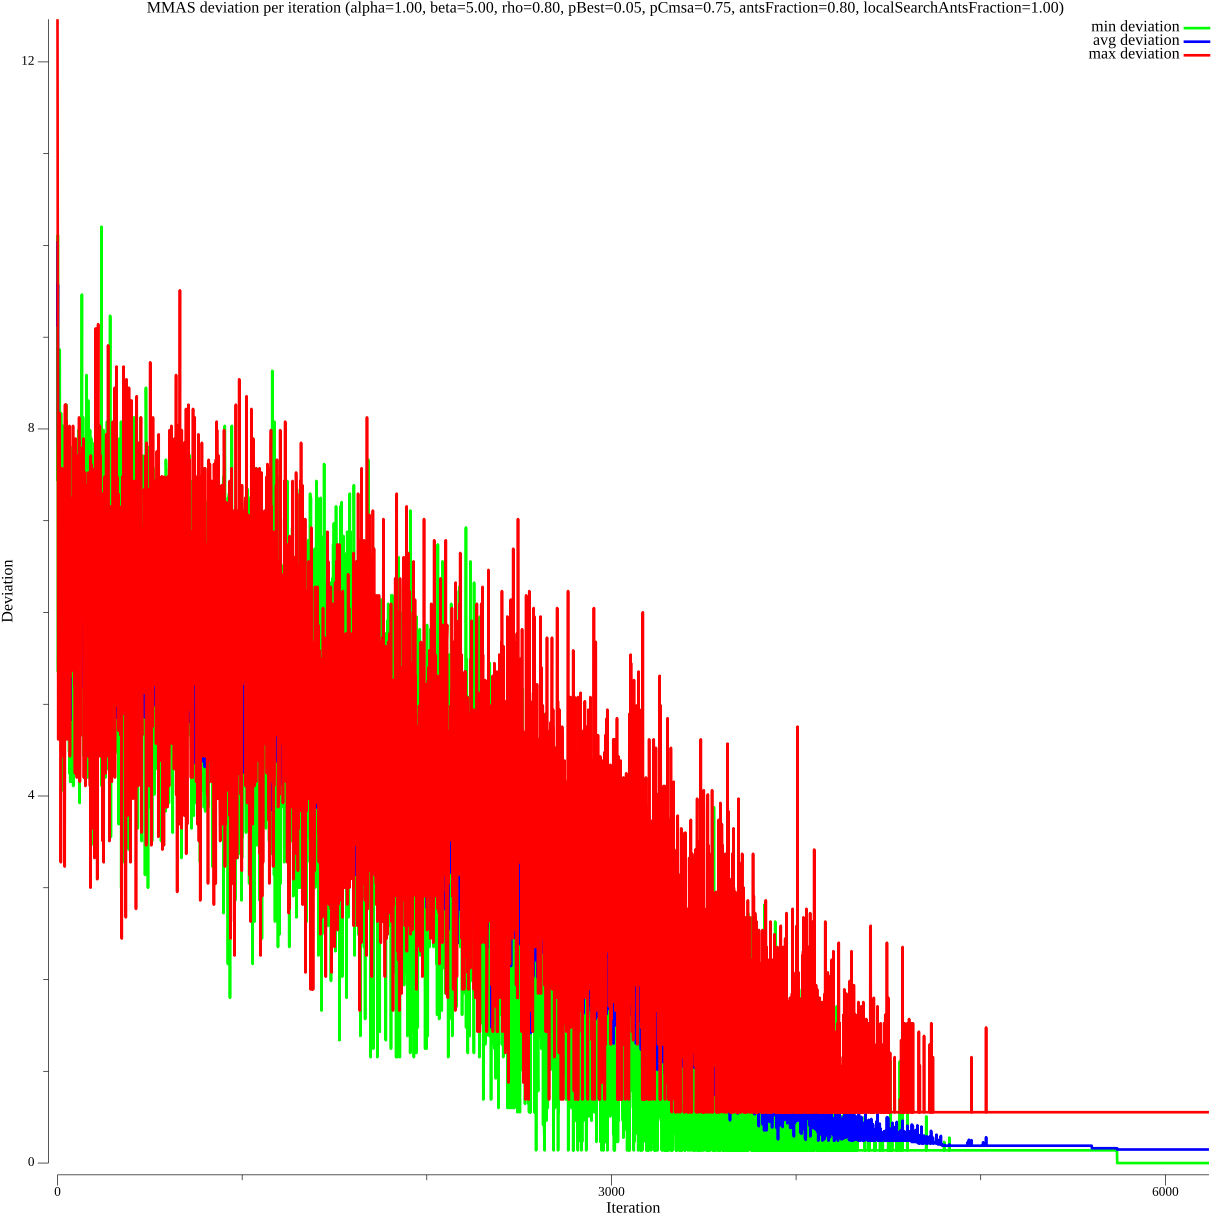 MMAS deviation per iteration (alpha=1.00, beta=5.00, rho=0.80, pBest=0.05, pCmsa=0.75, antsFraction=0.80, localSearchAntsFraction=1.00)
min deviation
avg deviation
max deviation
12
8
4
0
Deviation
0
3000
6000
Iteration